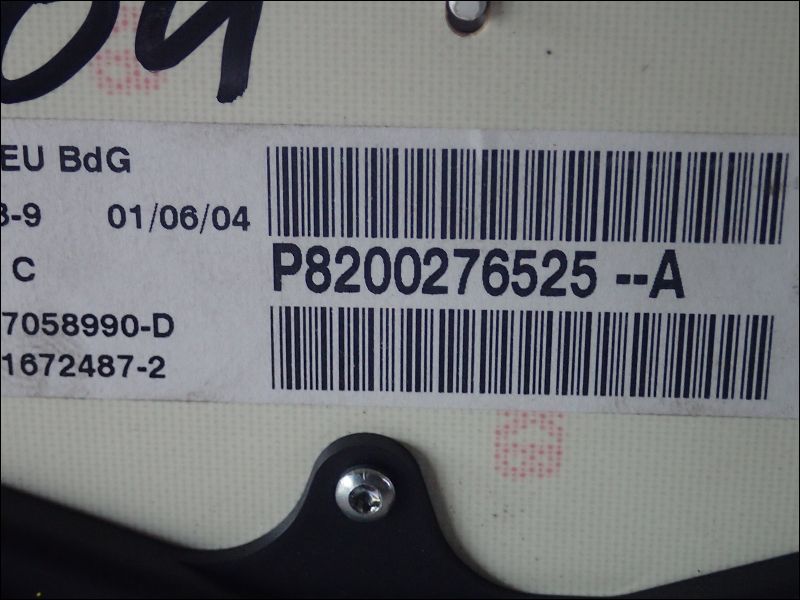 EU BdG
3-9 01/06/04
C
P8200276525 --A
7058990-D
1672487-2